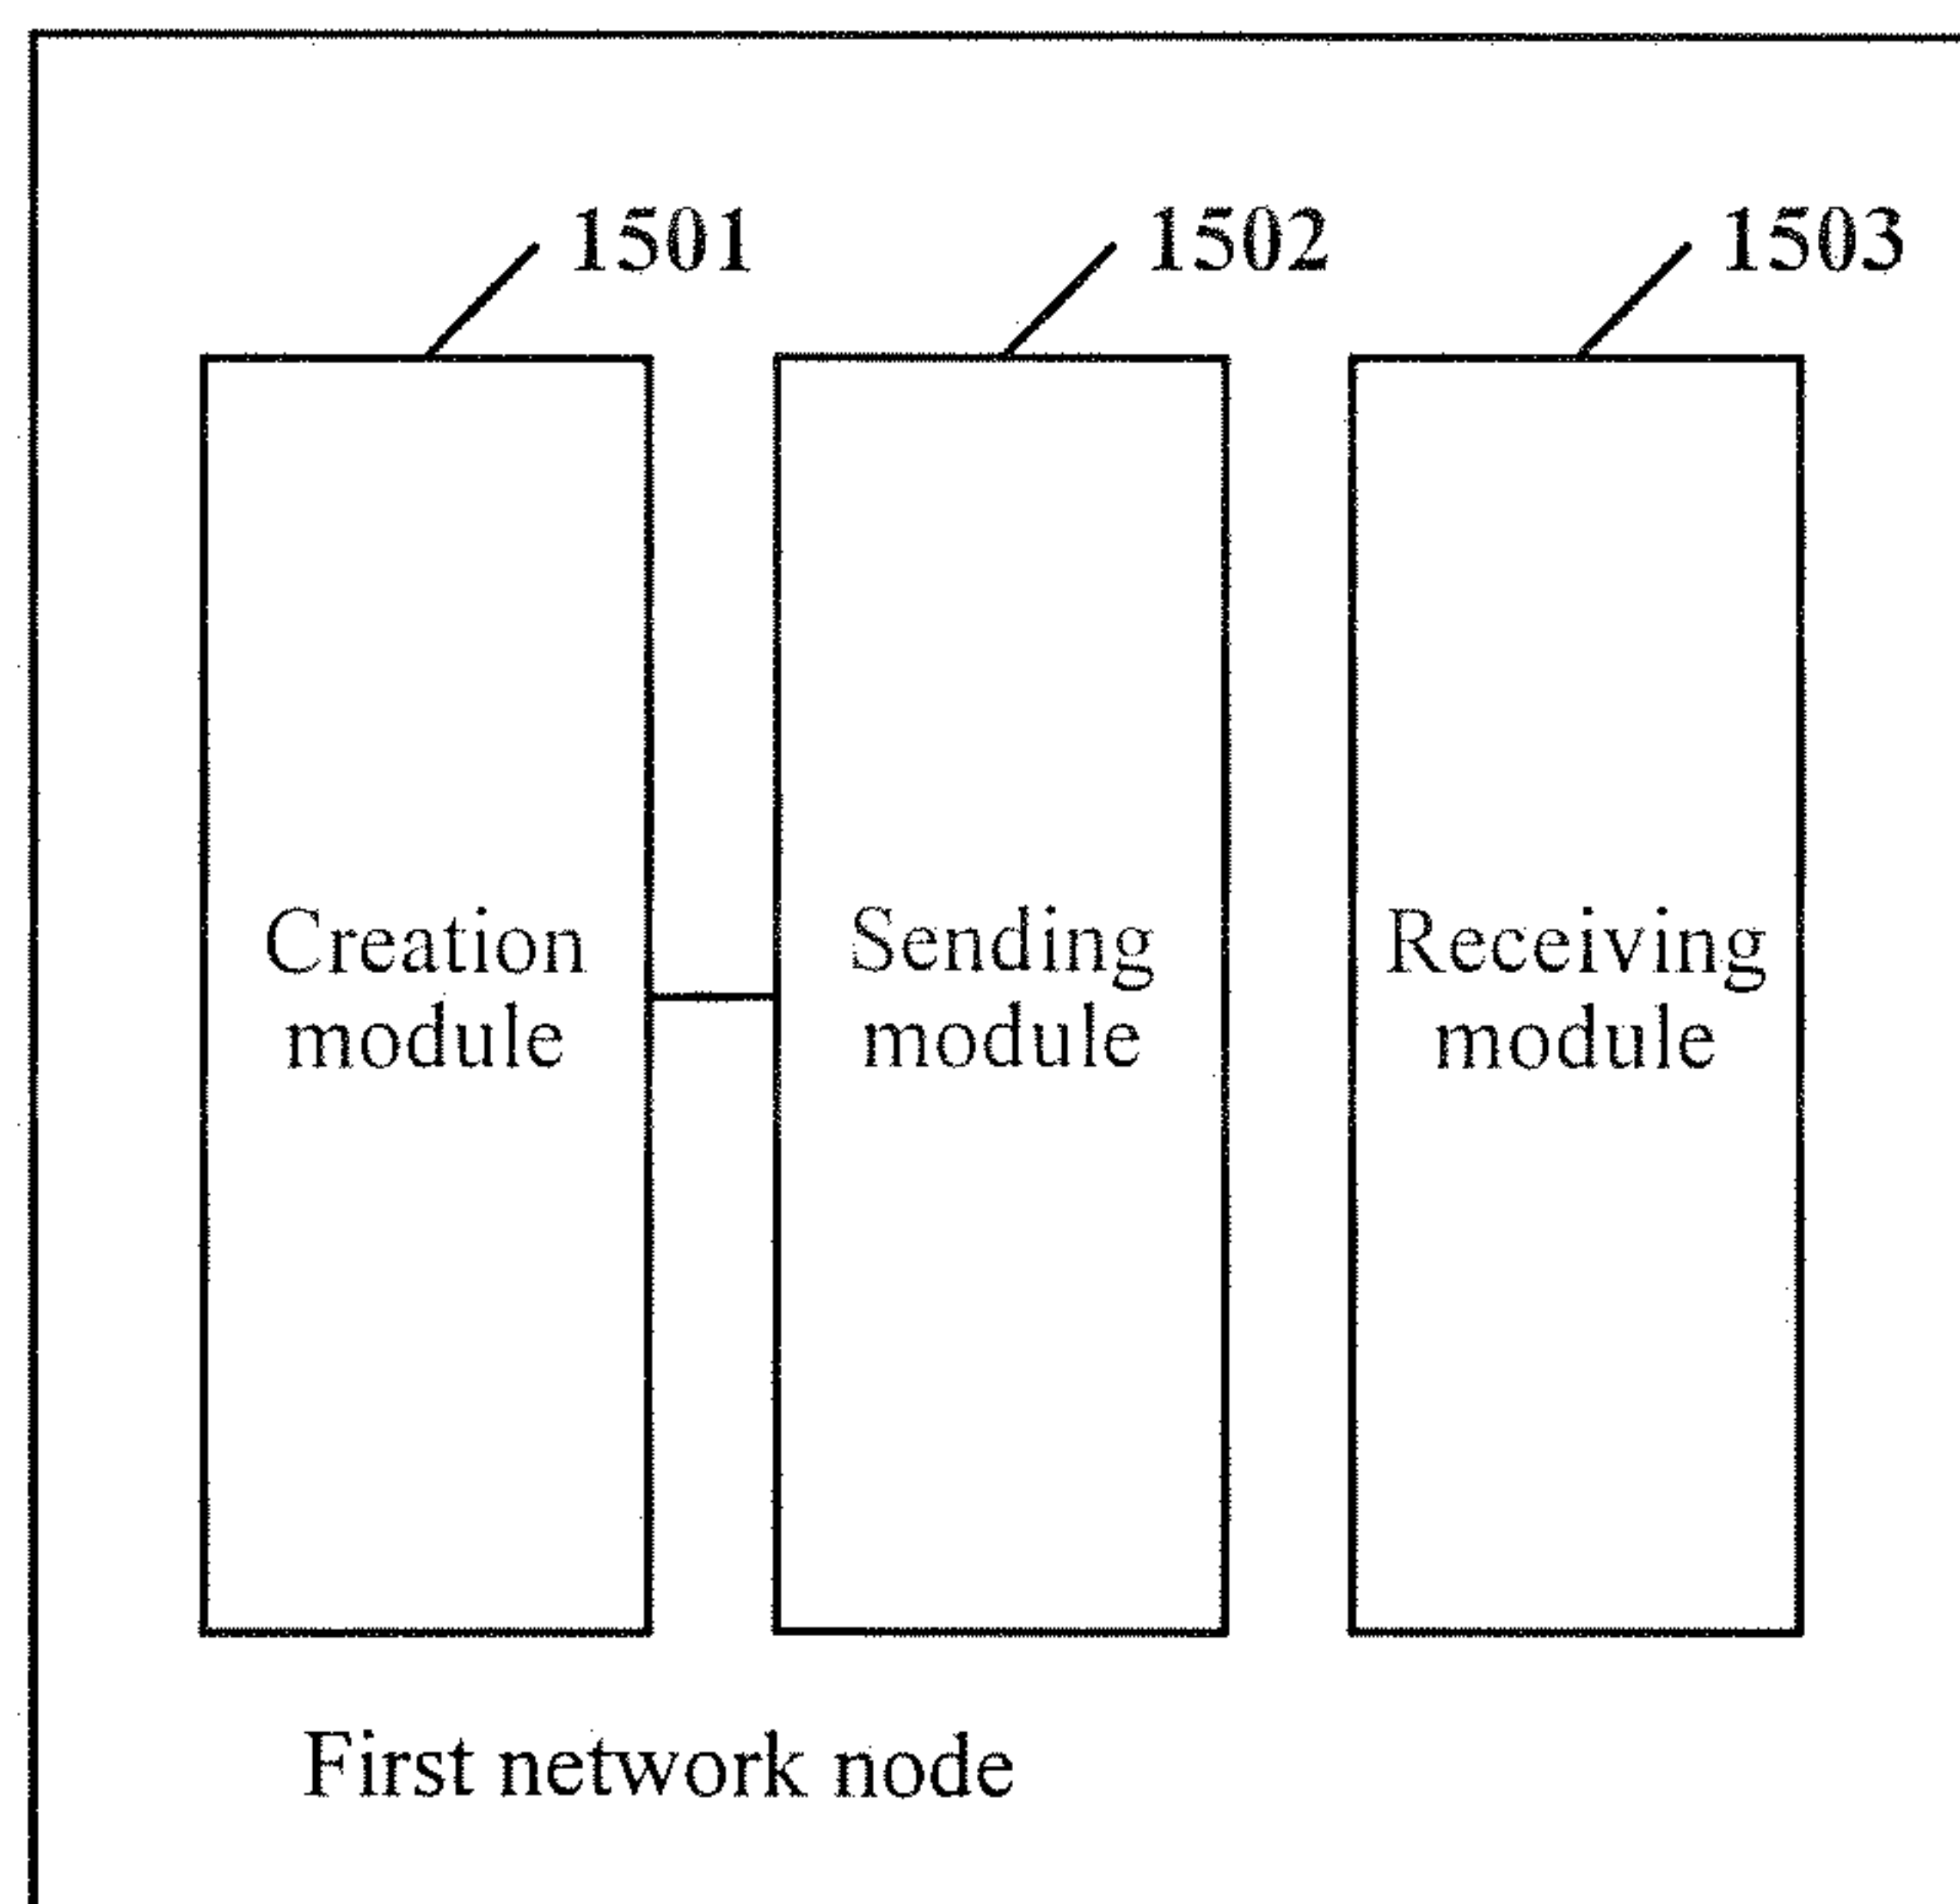 1501
1502
1503
Creation
module
Sending
module
Receiving
module
First network node